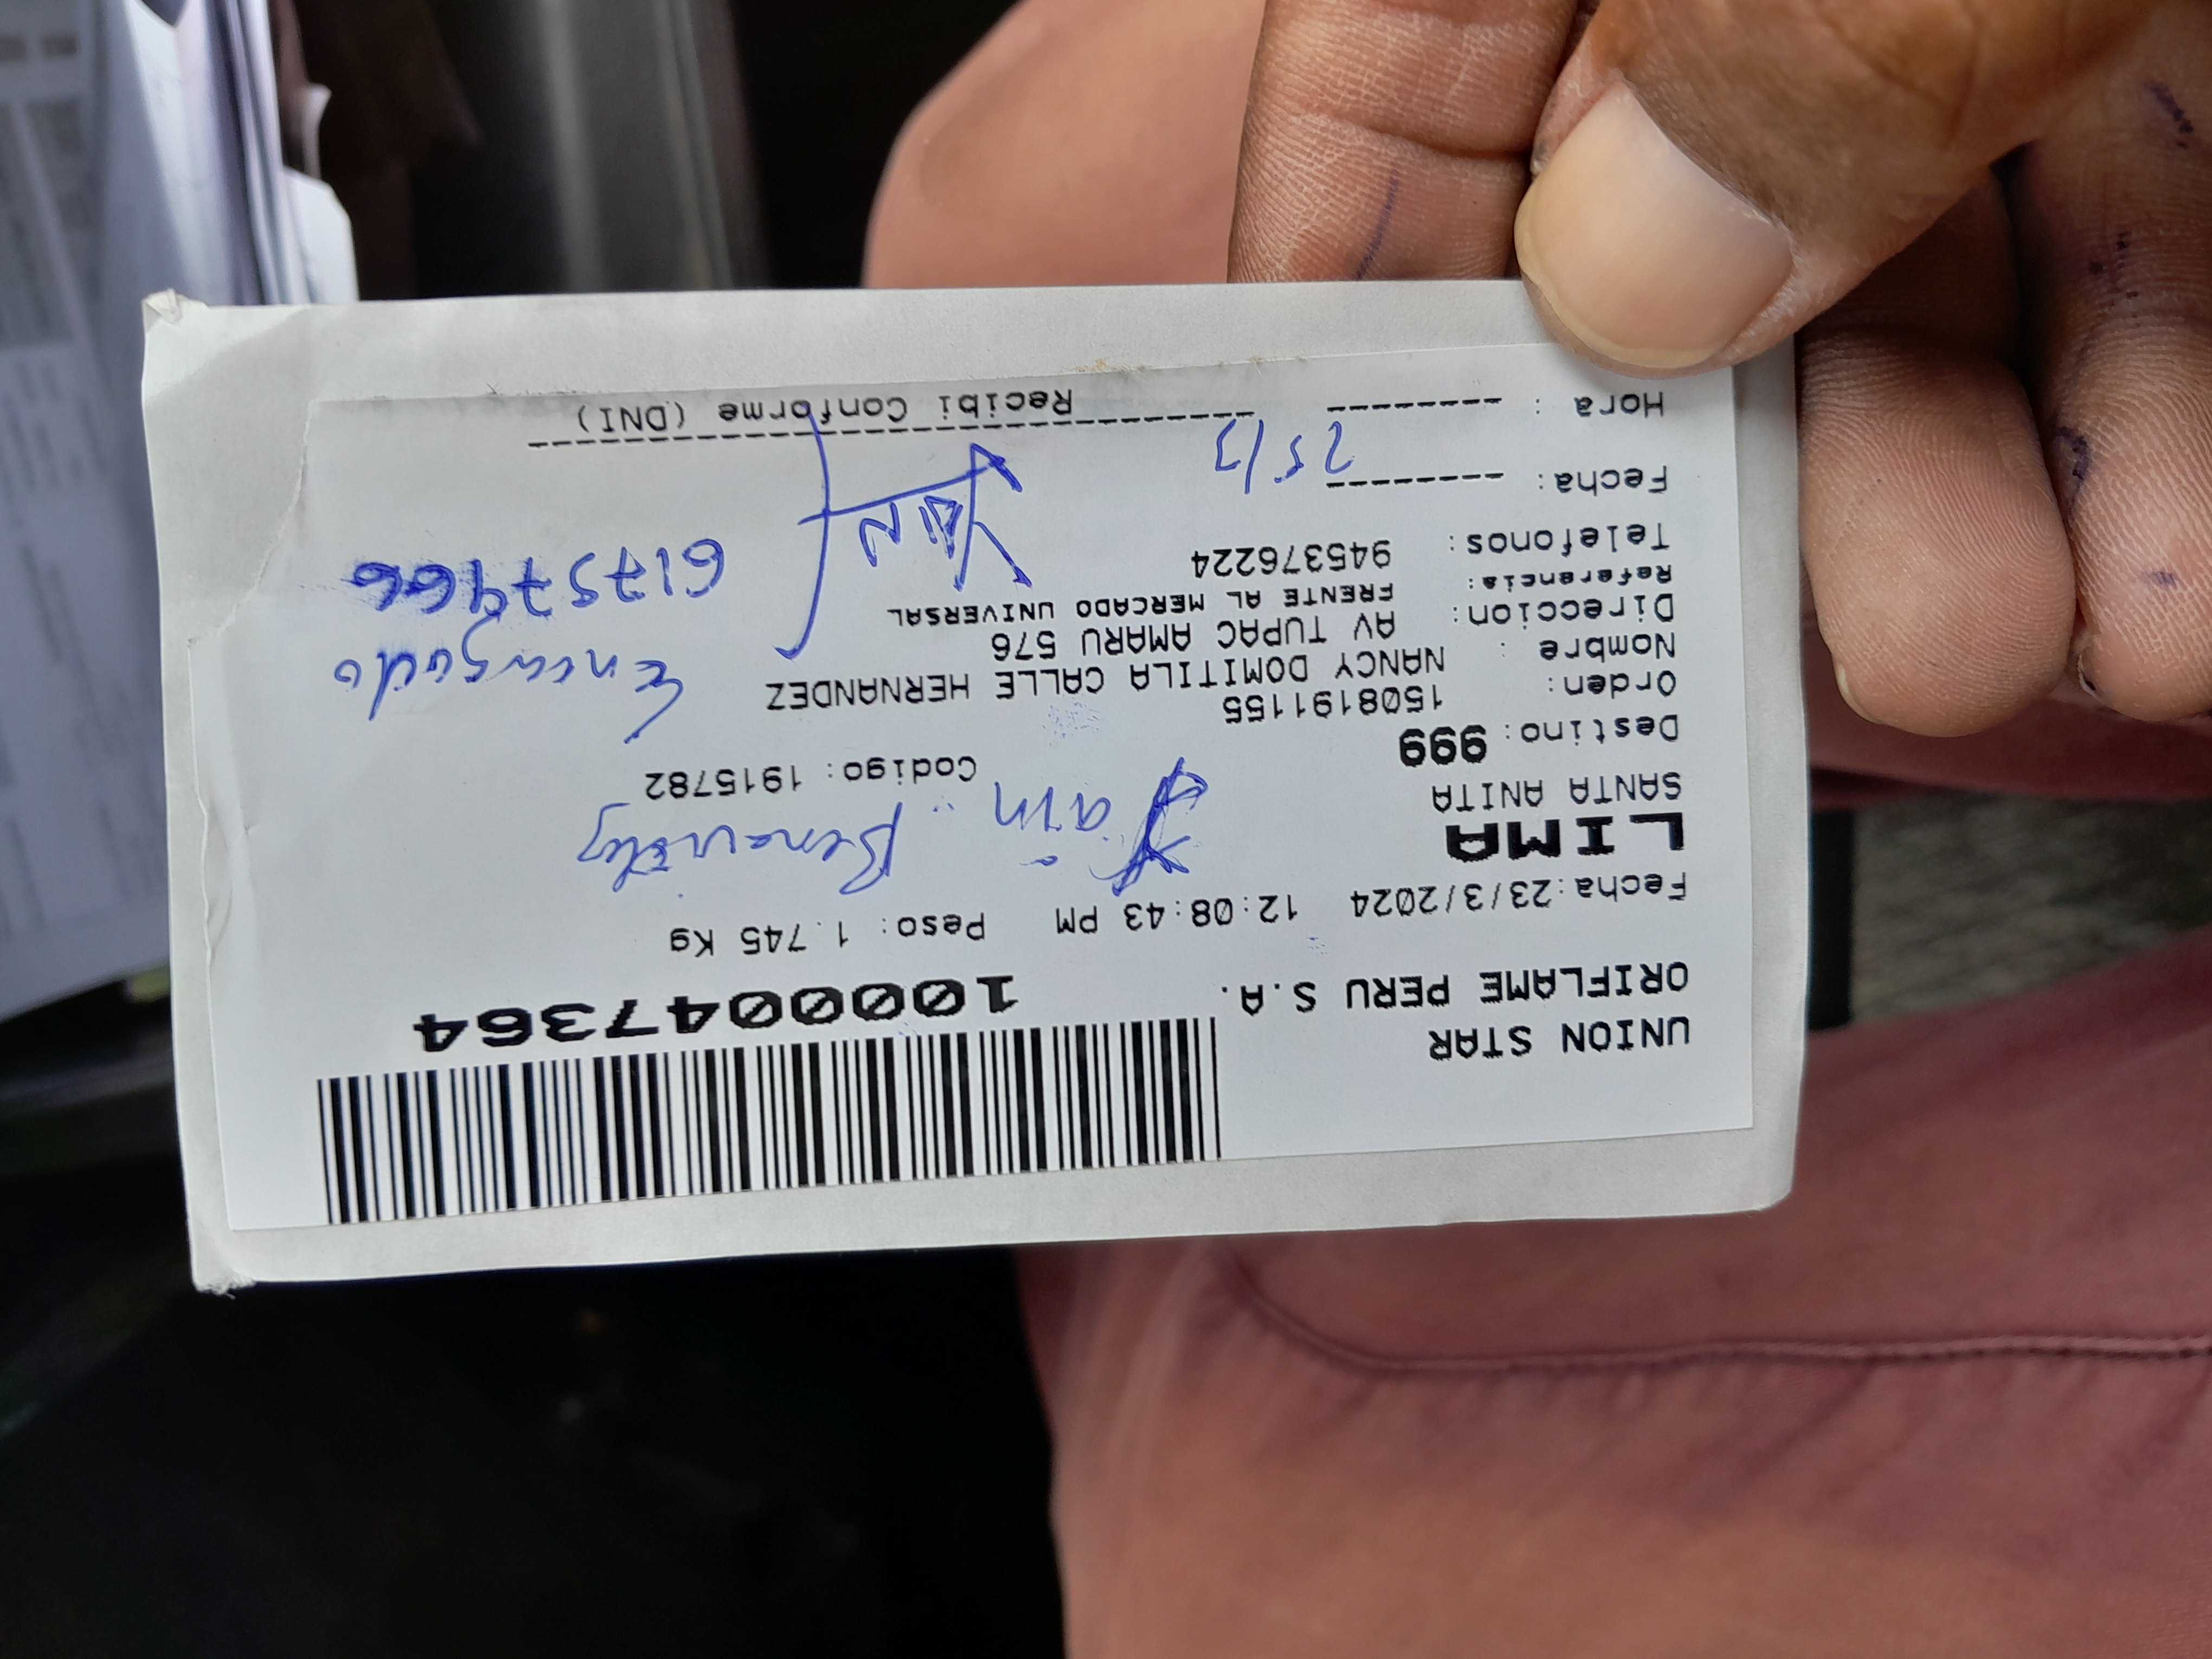 UNION STAR
ORIFLAME PERU S.A. 1000047364
Fecha:23/3/2024 12:08:43 PM Peso: 1.745 Kg
LIMA
Benavides
SANTA ANITA
Destino: 999 Codigo: 1915782
Orden: 1508191155
Nombre : NANCY DOMITILA CALLE HERNANDEZ
Encargado
Direccion: AV TUPAC AMARU 576
Referencia: FRENTE AL MERCADO UNIVERSAL
Telefonos: 945376224
61757966
Fecha: -------- 25/3
Hora : --------
Recibi Conforme (DNI)